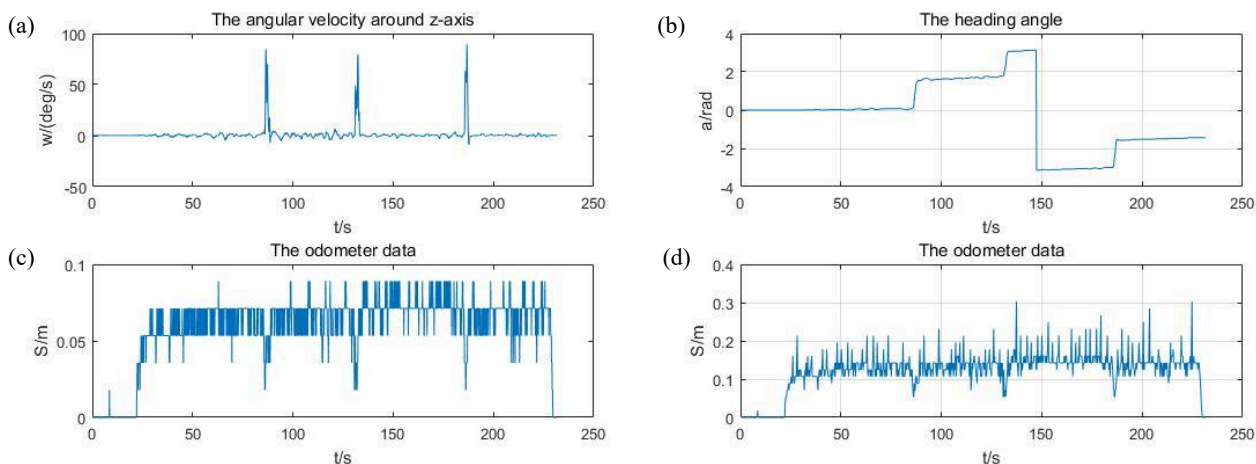 (a)
The angular velocity around z-axis
100
50
0
-50
w/(deg/s)
0 50 100 150 200 250
t/s
(b)
The heading angle
4
2
0
-2
-4
a/rad
0 50 100 150 200 250
t/s
(c)
The odometer data
0.1
0.05
0
S/m
0 50 100 150 200 250
t/s
(d)
The odometer data
0.4
0.3
0.2
0.1
0
S/m
0 50 100 150 200 250
t/s